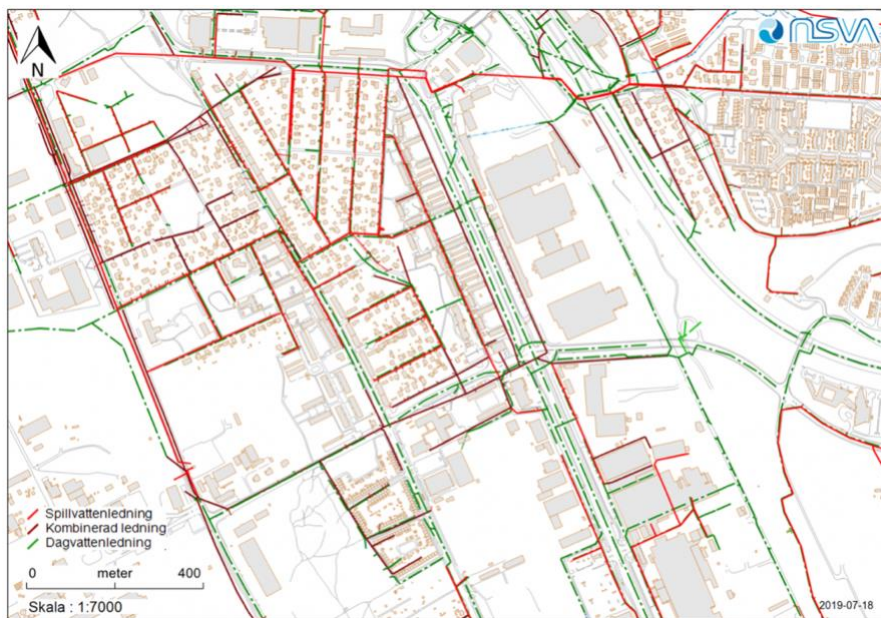 nsva
N
Spillvattenledning
Kombinerad ledning
Dagvattenledning
0 meter 400
Skala : 1:7000
2019-07-18